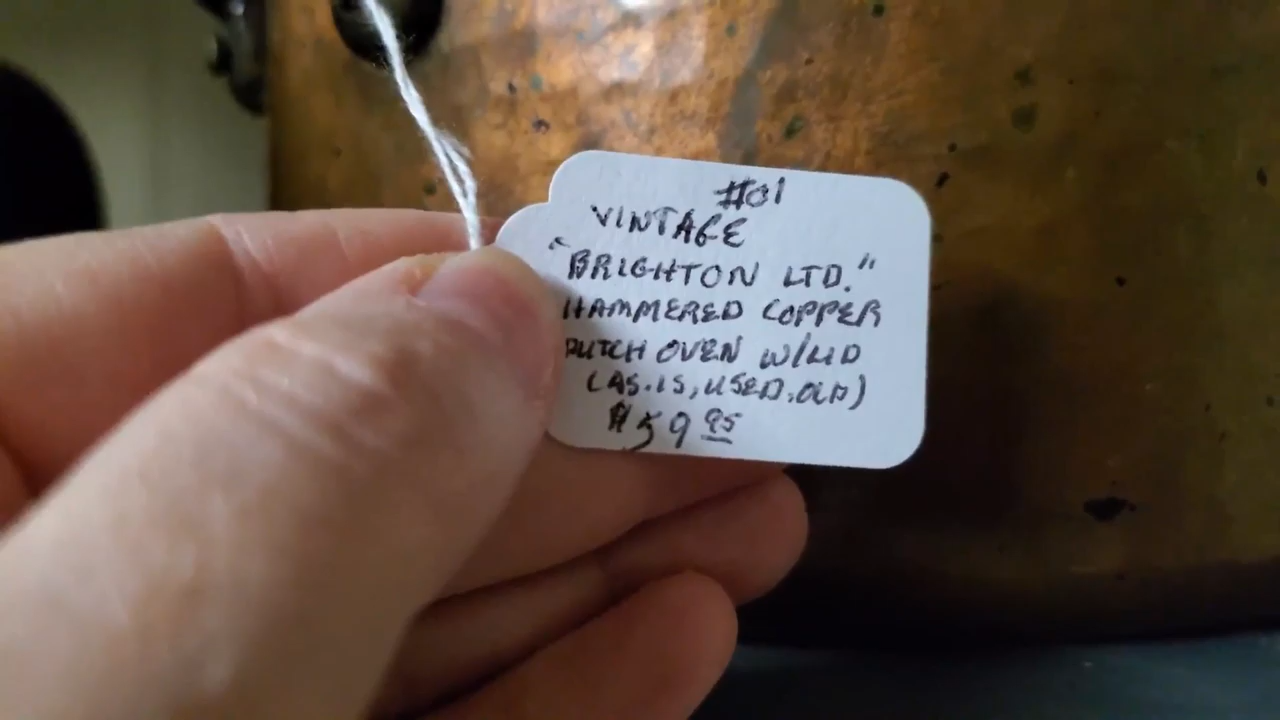 #01
VINTAGE
"BRIGHTON LTD."
HAMMERED COPPER
DUTCH OVEN W/LID
(AS.IS, USED, OLD)
$59 95